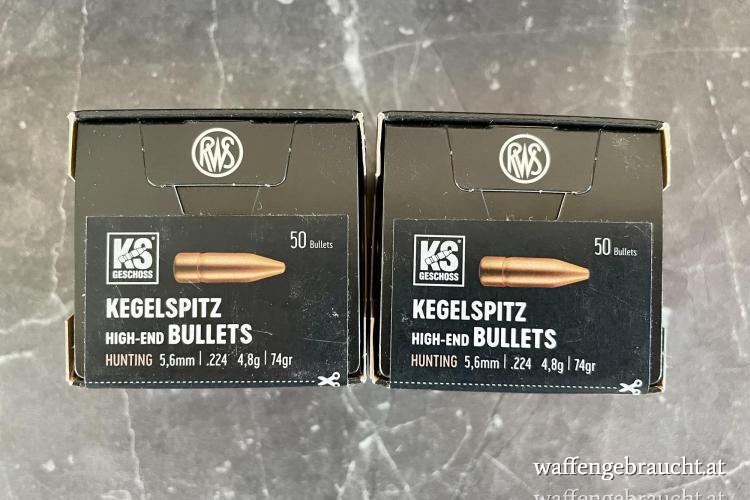 RWS
KS
GESCHOSS
50 Bullets
KEGELSPITZ
HIGH-END BULLETS
HUNTING 5,6mm | .224 4,8g | 74gr
RWS
KS
GESCHOSS
50 Bullets
KEGELSPITZ
HIGH-END BULLETS
HUNTING 5,6mm | .224 4,8g | 74gr
waffengebraucht.at
waffengebraucht.at